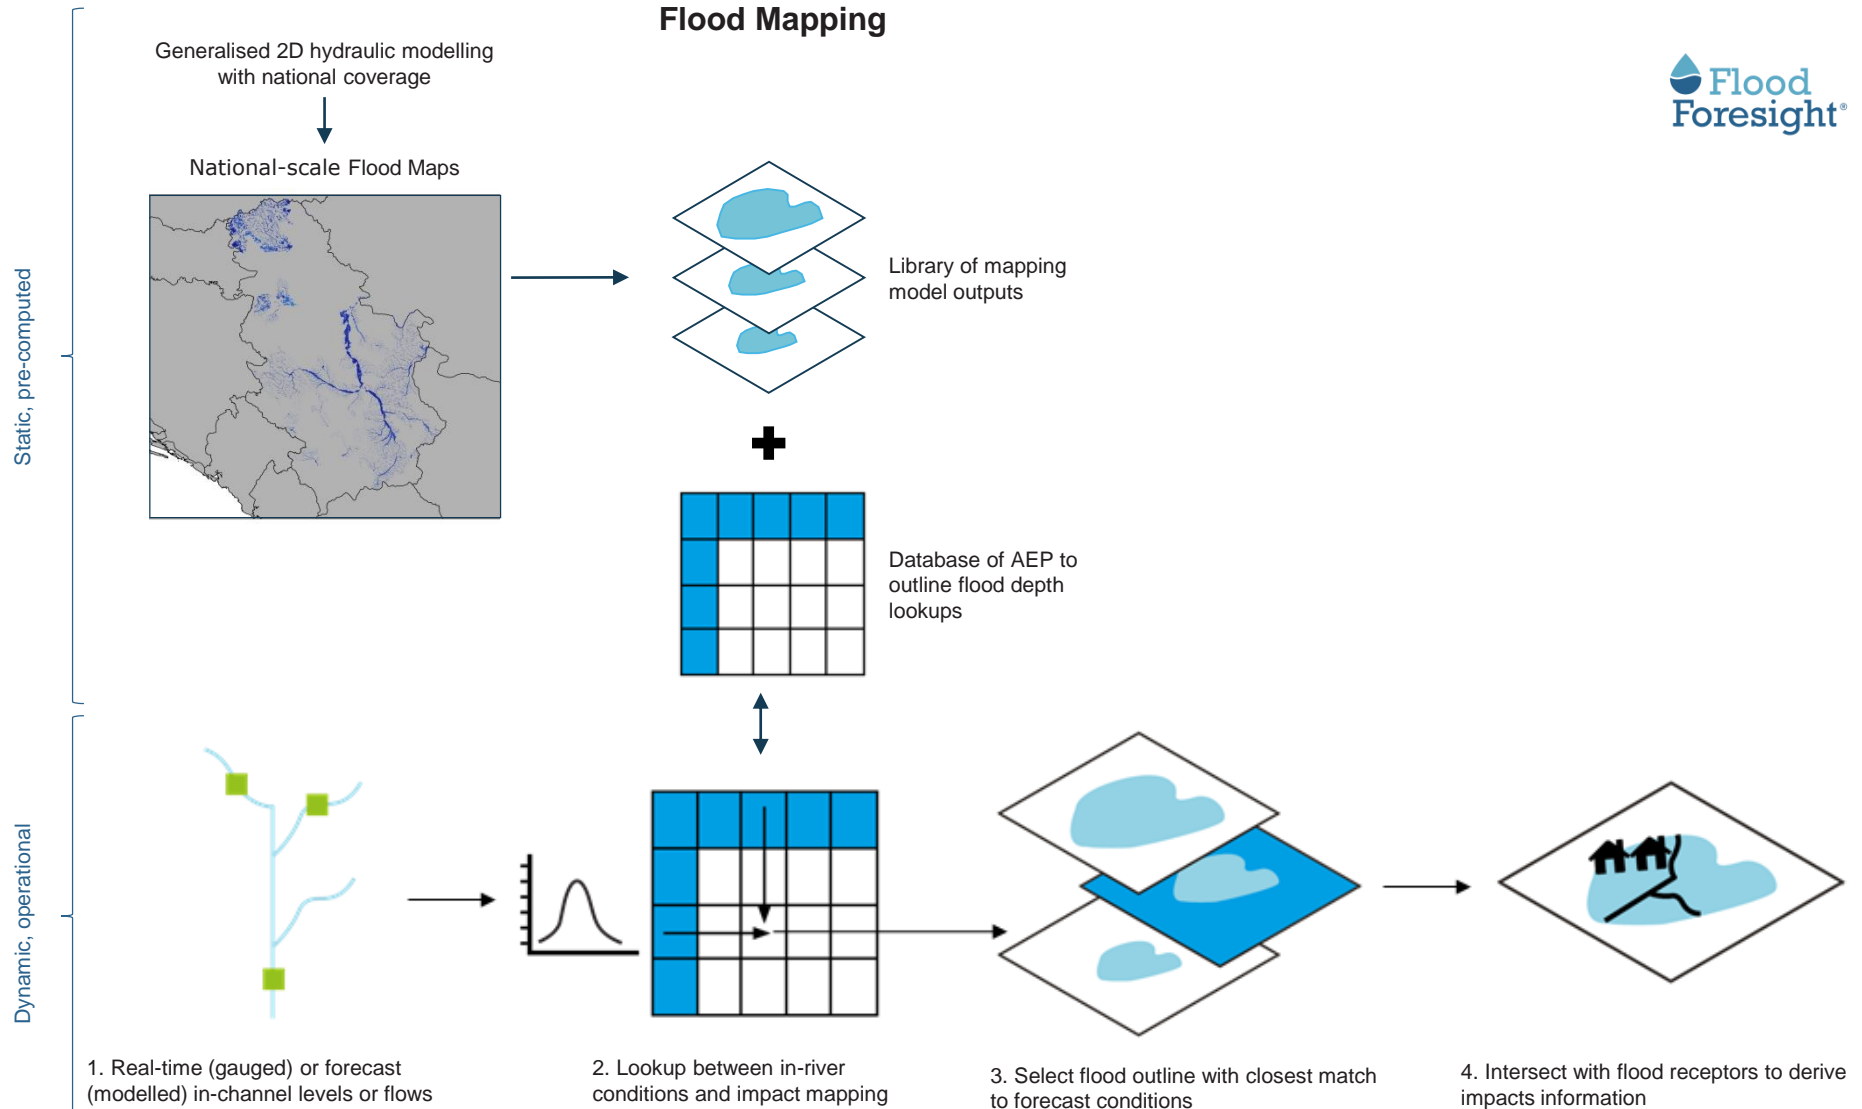 Flood Mapping
Generalised 2D hydraulic modelling
with national coverage
Flood
Foresight®
National-scale Flood Maps
Library of mapping
model outputs
Static, pre-computed
Database of AEP to
outline flood depth
lookups
Dynamic, operational
1. Real-time (gauged) or forecast
(modelled) in-channel levels or flows
2. Lookup between in-river
conditions and impact mapping
3. Select flood outline with closest match
to forecast conditions
4. Intersect with flood receptors to derive
impacts information